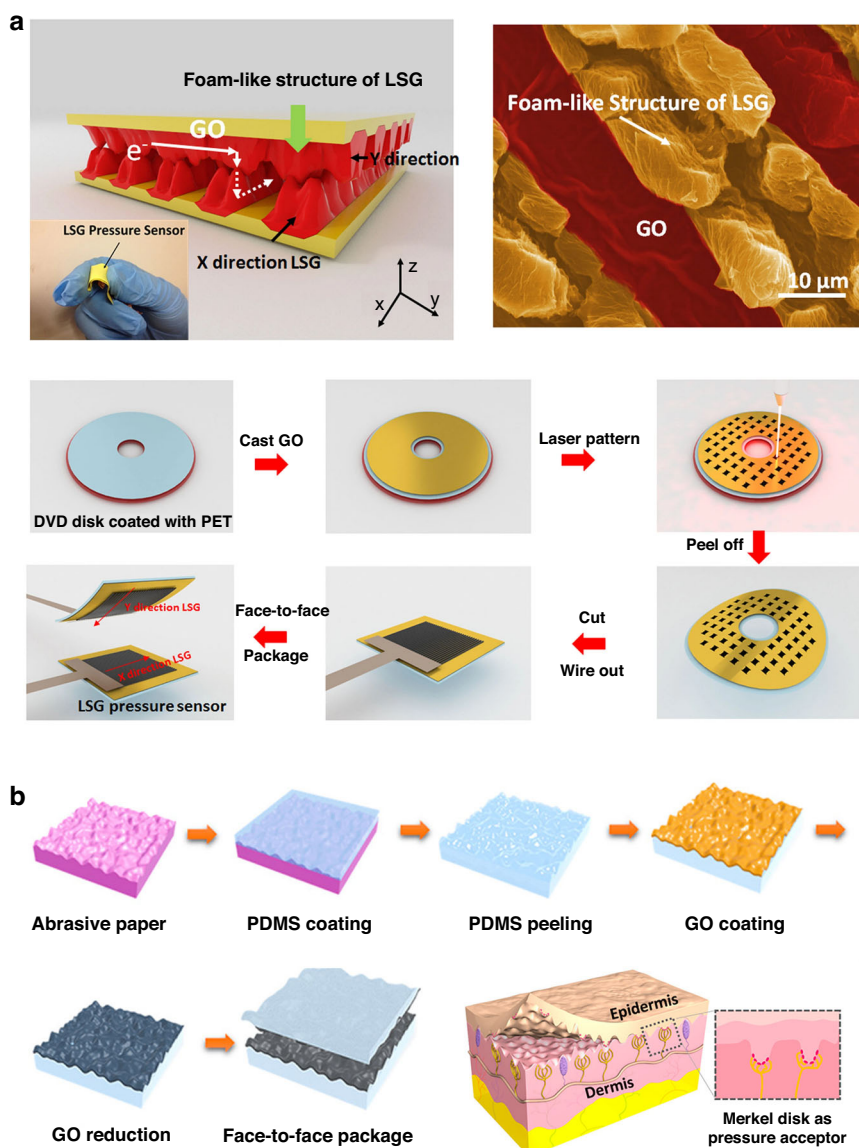 a
Foam-like structure of LSG
GO
e-
Y direction
X direction LSG
LSG Pressure Sensor
z
x
y
Foam-like Structure of LSG
GO
10 µm
DVD disk coated with PET
Cast GO
Laser pattern
Peel off
Cut
Wire out
Face-to-face
Package
Y direction LSG
X direction LSG
LSG pressure sensor
b
Abrasive paper
PDMS coating
PDMS peeling
GO coating
GO reduction
Face-to-face package
Epidermis
Dermis
Merkel disk as
pressure acceptor